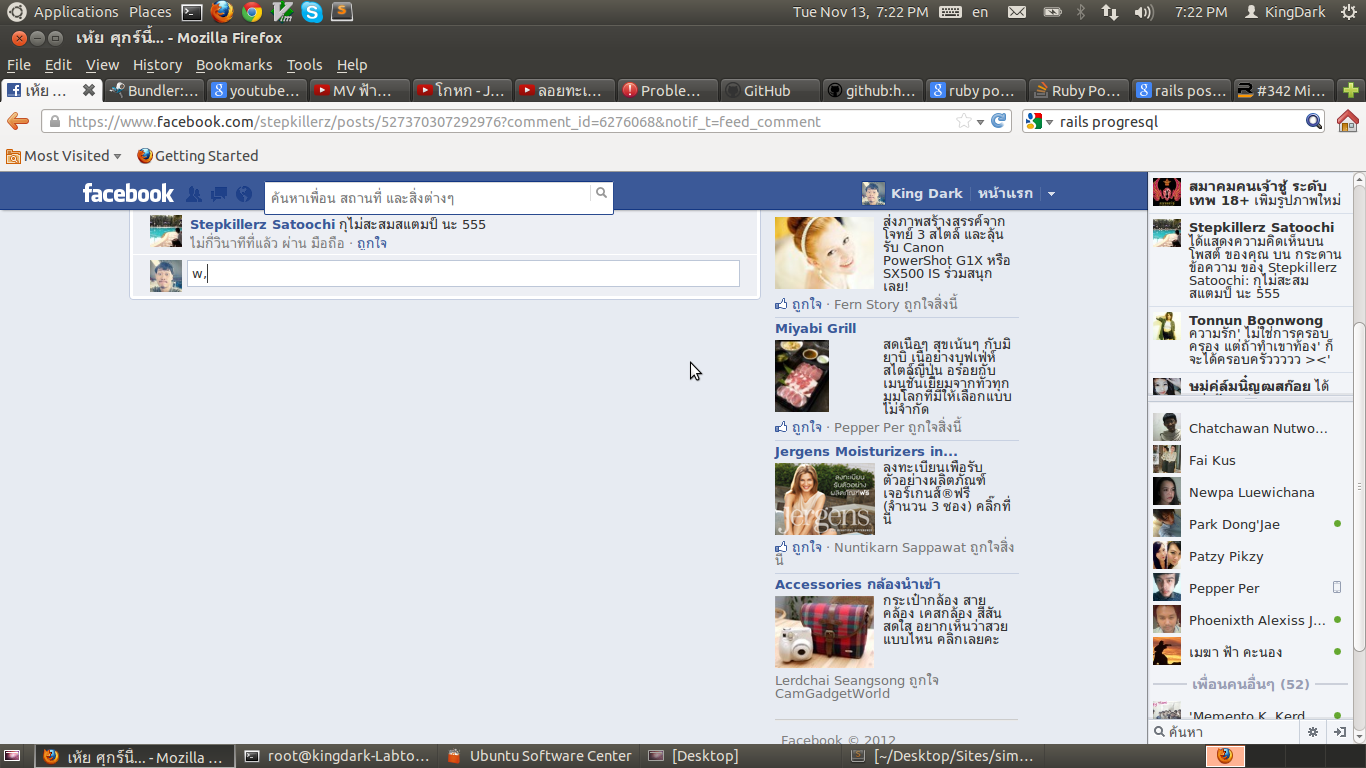 Applications Places
Tue Nov 13, 7:22 PM en 7:22 PM KingDark
เห้ย ศุกร์นี้... - Mozilla Firefox
File Edit View History Bookmarks Tools Help
เห้ย ... Bundler:... youtube... MV ฟ้า... โกหก - J... ลอยทะเ... Proble... GitHub github:h... ruby po... Ruby Po... rails pos... #342 Mi...
https://www.facebook.com/stepkillerz/posts/527370307292976?comment_id=6276068&notif_t=feed_comment
rails progresql
Most Visited Getting Started
facebook ค้นหาเพื่อน สถานที่ และสิ่งต่างๆ King Dark หน้าแรก
Stepkillerz Satoochi กุไม่สะสมสแตมป์ นะ 555
ไม่กี่วินาทีที่แล้ว ผ่าน มือถือ · ถูกใจ
w,
ส่งภาพสร้างสรรค์จาก
โจทย์ 3 สไตล์ และลุ้น
รับ Canon
PowerShot G1X หรือ
SX500 IS ร่วมสนุก
เลย!
ถูกใจ · Fern Story ถูกใจสิ่งนี้
Miyabi Grill
สดเนื้อๆ สุขเน้นๆ กับมิ
ยาบิ เนื้อย่างบุฟเฟ่ห์
สไตล์ญี่ปุ่น อร่อยกับ
เมนูชั้นเยี่ยมจากทั่วทุก
มุมโลกที่มีให้เลือกแบบ
ไม่จำกัด
ถูกใจ · Pepper Per ถูกใจสิ่งนี้
Jergens Moisturizers in...
ลงทะเบียนเพื่อรับ
ตัวอย่างผลิตภัณฑ์
เจอร์เกนส์®ฟรี
(จำนวน 3 ซอง) คลิ๊กที่
นี่
ลงทะเบียน
รับตัวอย่าง
ผลิตภัณฑ์ฟรี
Jergens
ถูกใจ · Nuntikarn Sappawat ถูกใจสิ่ง
นี้
Accessories กล้องนำเข้า
กระเป๋ากล้อง สาย
คล้อง เคสกล้อง สีสัน
สดใส อยากเห็นว่าสวย
แบบไหน คลิกเลยคะ
Lerdchai Seangsong ถูกใจ
CamGadgetWorld
Facebook © 2012
สมาคมคนเจ้าชู้ ระดับ
เทพ 18+ เพิ่มรูปภาพใหม่
Stepkillerz Satoochi
ได้แสดงความคิดเห็นบน
โพสต์ ของคุณ บน กระดาน
ข้อความ ของ Stepkillerz
Satoochi: กุไม่สะสม
สแตมป์ นะ 555
Tonnun Boonwong
ความรัก' ไม่ใช่การครอบ
ครอง แต่ถ้าทำเขาท้อง' ก็
จะได้ครอบครัววววว ><'
ได้
Chatchawan Nutwo...
Fai Kus
Newpa Luewichana
Park Dong'Jae
Patzy Pikzy
Pepper Per
Phoenixth Alexiss J...
เมฆา ฟ้า คะนอง
เพื่อนคนอื่นๆ (52)
'Memento K. Kerd
ค้นหา
เห้ย ศุกร์นี้... - Mozilla ... root@kingdark-Labto... Ubuntu Software Center [Desktop] [~/Desktop/Sites/sim...